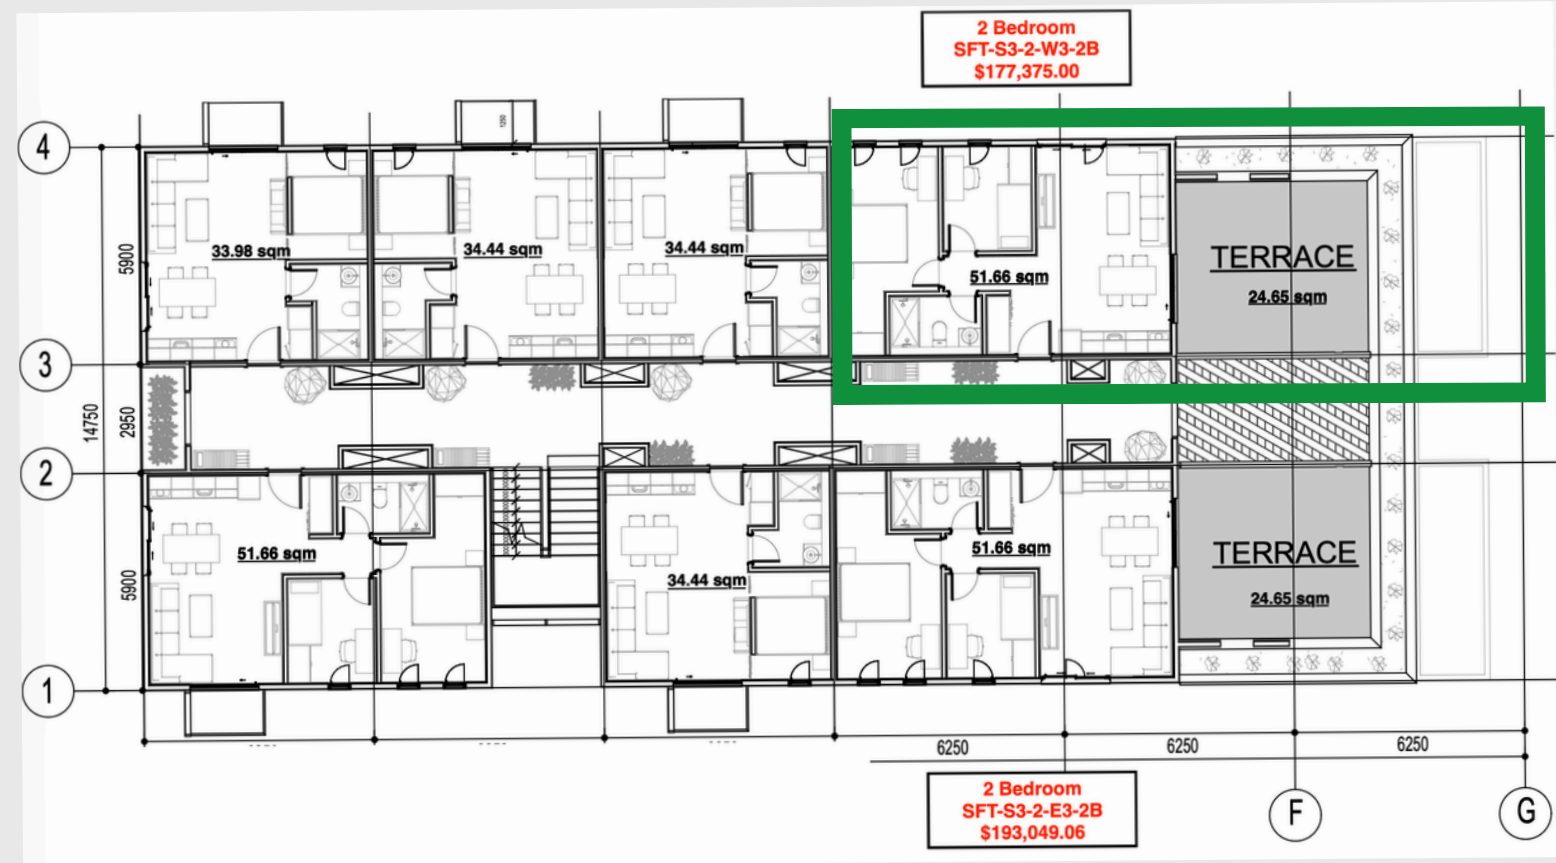 2 Bedroom
SFT-S3-2-W3-2B
$177,375.00
1250
4
33.98 sqm
34.44 sqm
34.44 sqm
51.66 sqm
TERRACE
24.65 sqm
5900
3
14750
2950
2
51.66 sqm
34.44 sqm
51.66 sqm
TERRACE
24.65 sqm
5900
1
6250
6250
6250
2 Bedroom
SFT-S3-2-E3-2B
$193,049.06
F
G